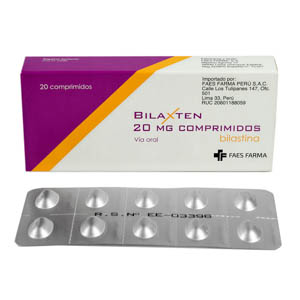 20 comprimidos
Importado por:
FAES FARMA PERÚ S.A.C.
Calle Los Tulipanes 147, Ofc.
501
Lima 33, Perú
RUC 20601188059
BILAXTEN
20 MG COMPRIMIDOS
Vía oral
bilastina
FAES FARMA
R.S.Nº EE-03396